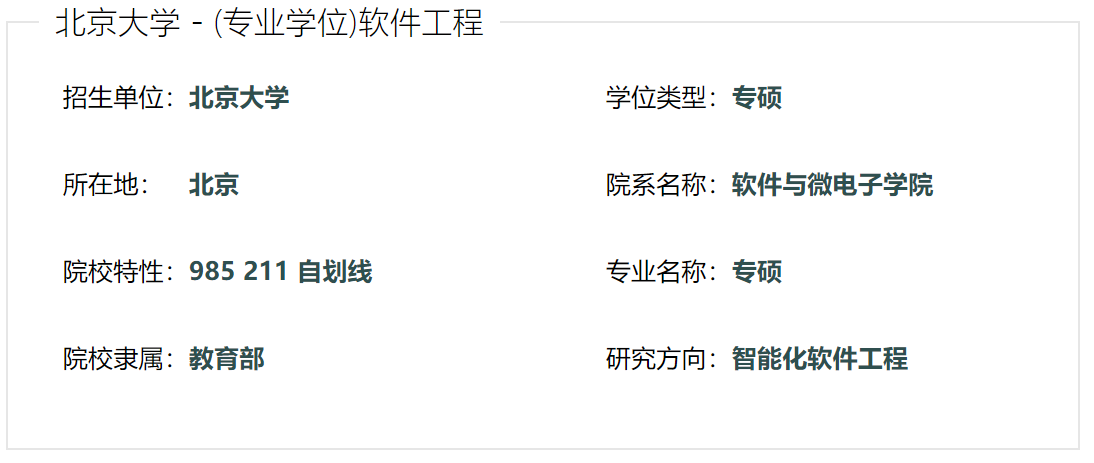 北京大学 - (专业学位)软件工程
招生单位：北京大学 学位类型：专硕
所在地： 北京 院系名称：软件与微电子学院
院校特性：985 211 自划线 专业名称：专硕
院校隶属：教育部 研究方向：智能化软件工程